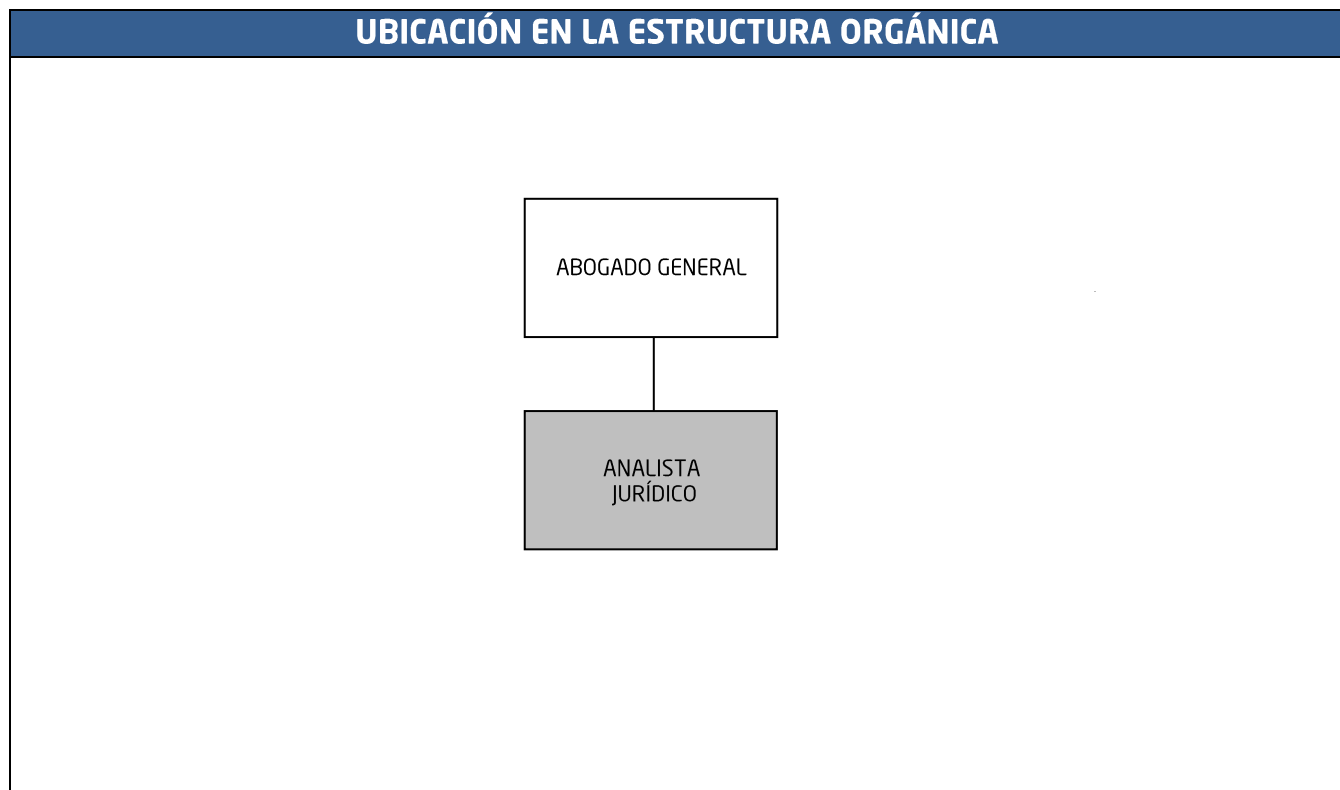 UBICACIÓN EN LA ESTRUCTURA ORGÁNICA
ABOGADO GENERAL
ANALISTA
JURÍDICO